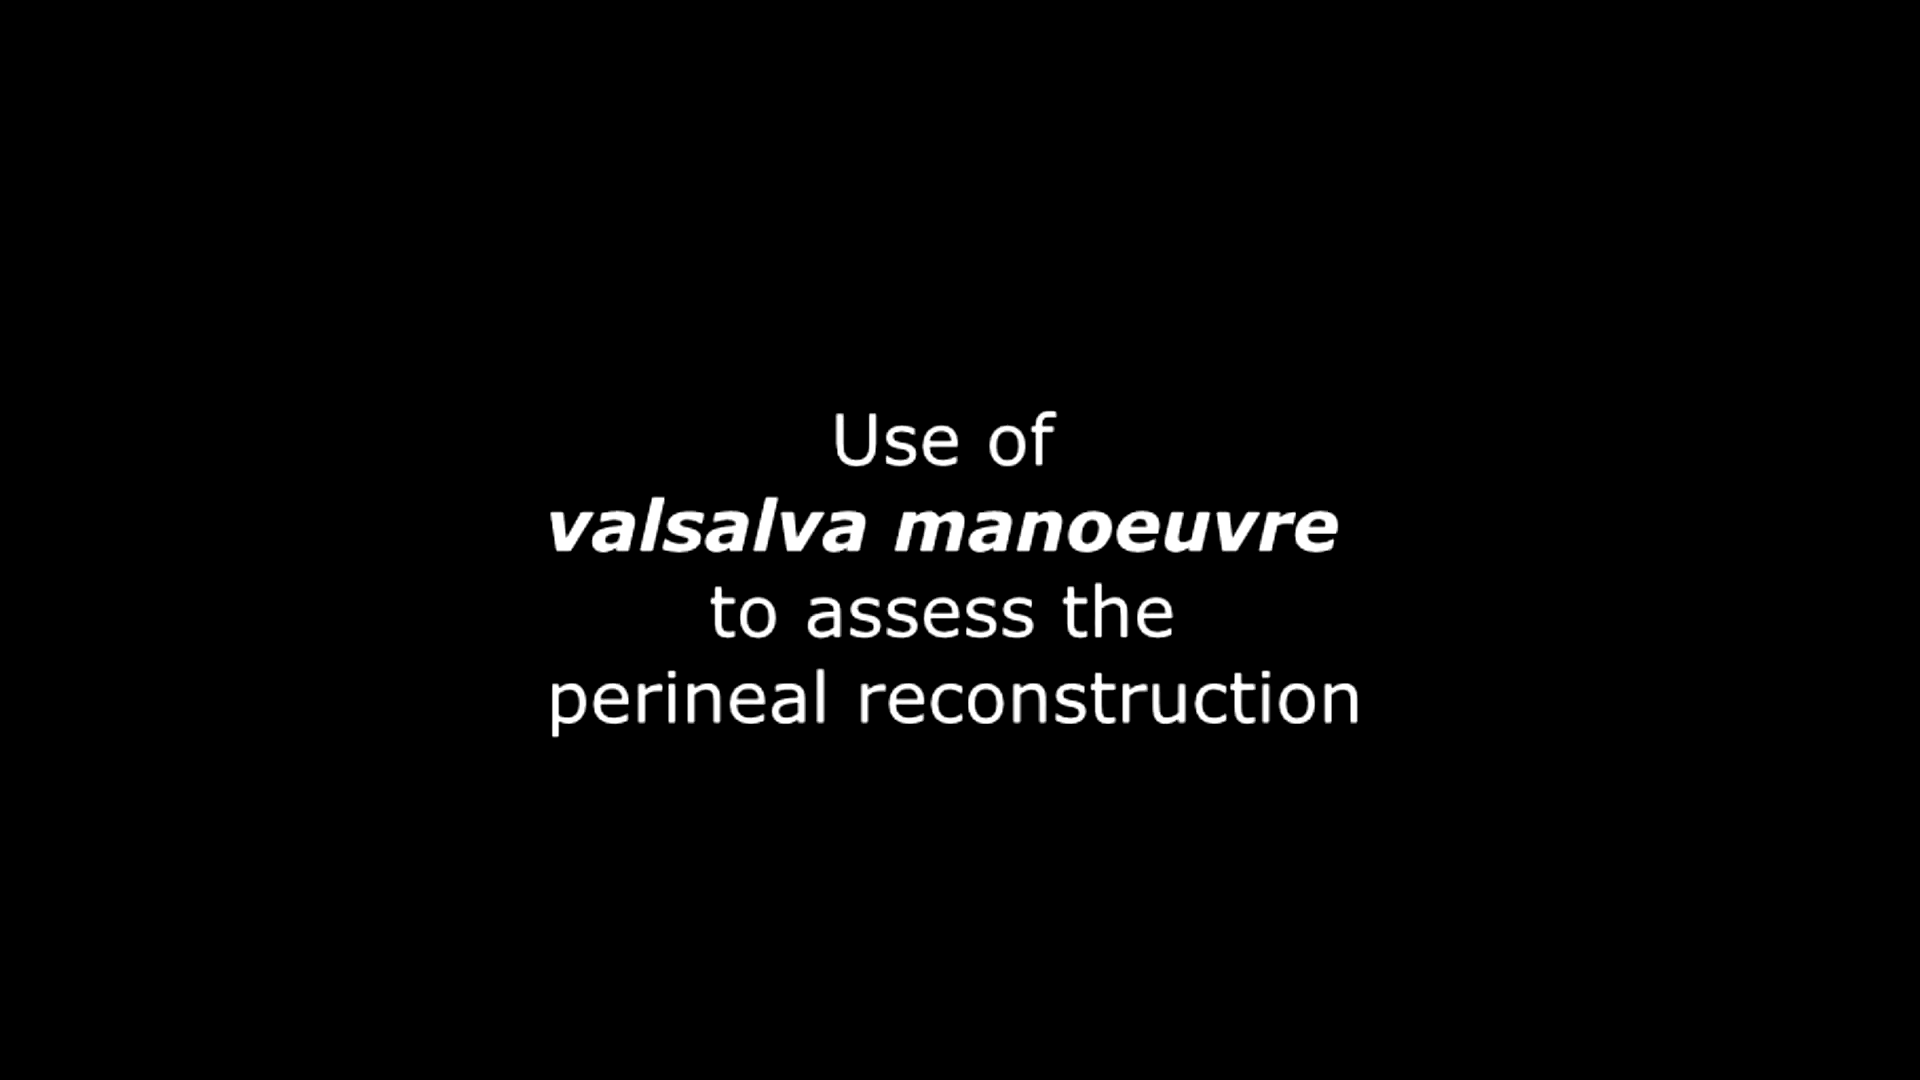 Use of
valsalva manoeuvre
to assess the
perineal reconstruction